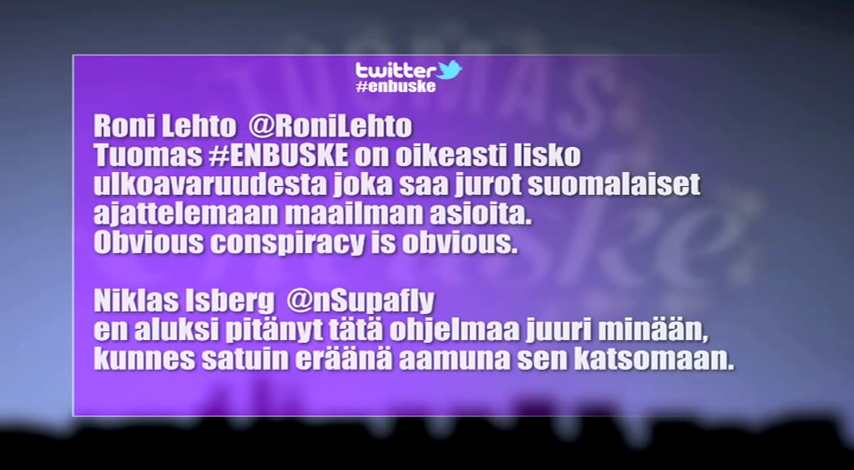 TUOMAS
twitter
#enbuske
Roni Lehto @RoniLehto
Tuomas #ENBUSKE on oikeasti lisko
ulkoavaruudesta joka saa jurot suomalaiset
ajattelemaan maailman asioita.
Obvious conspiracy is obvious.
Niklas Isberg @nSupafly
en aluksi pitänyt tätä ohjelmaa juuri minään,
kunnes satuin eräänä aamuna sen katsomaan.